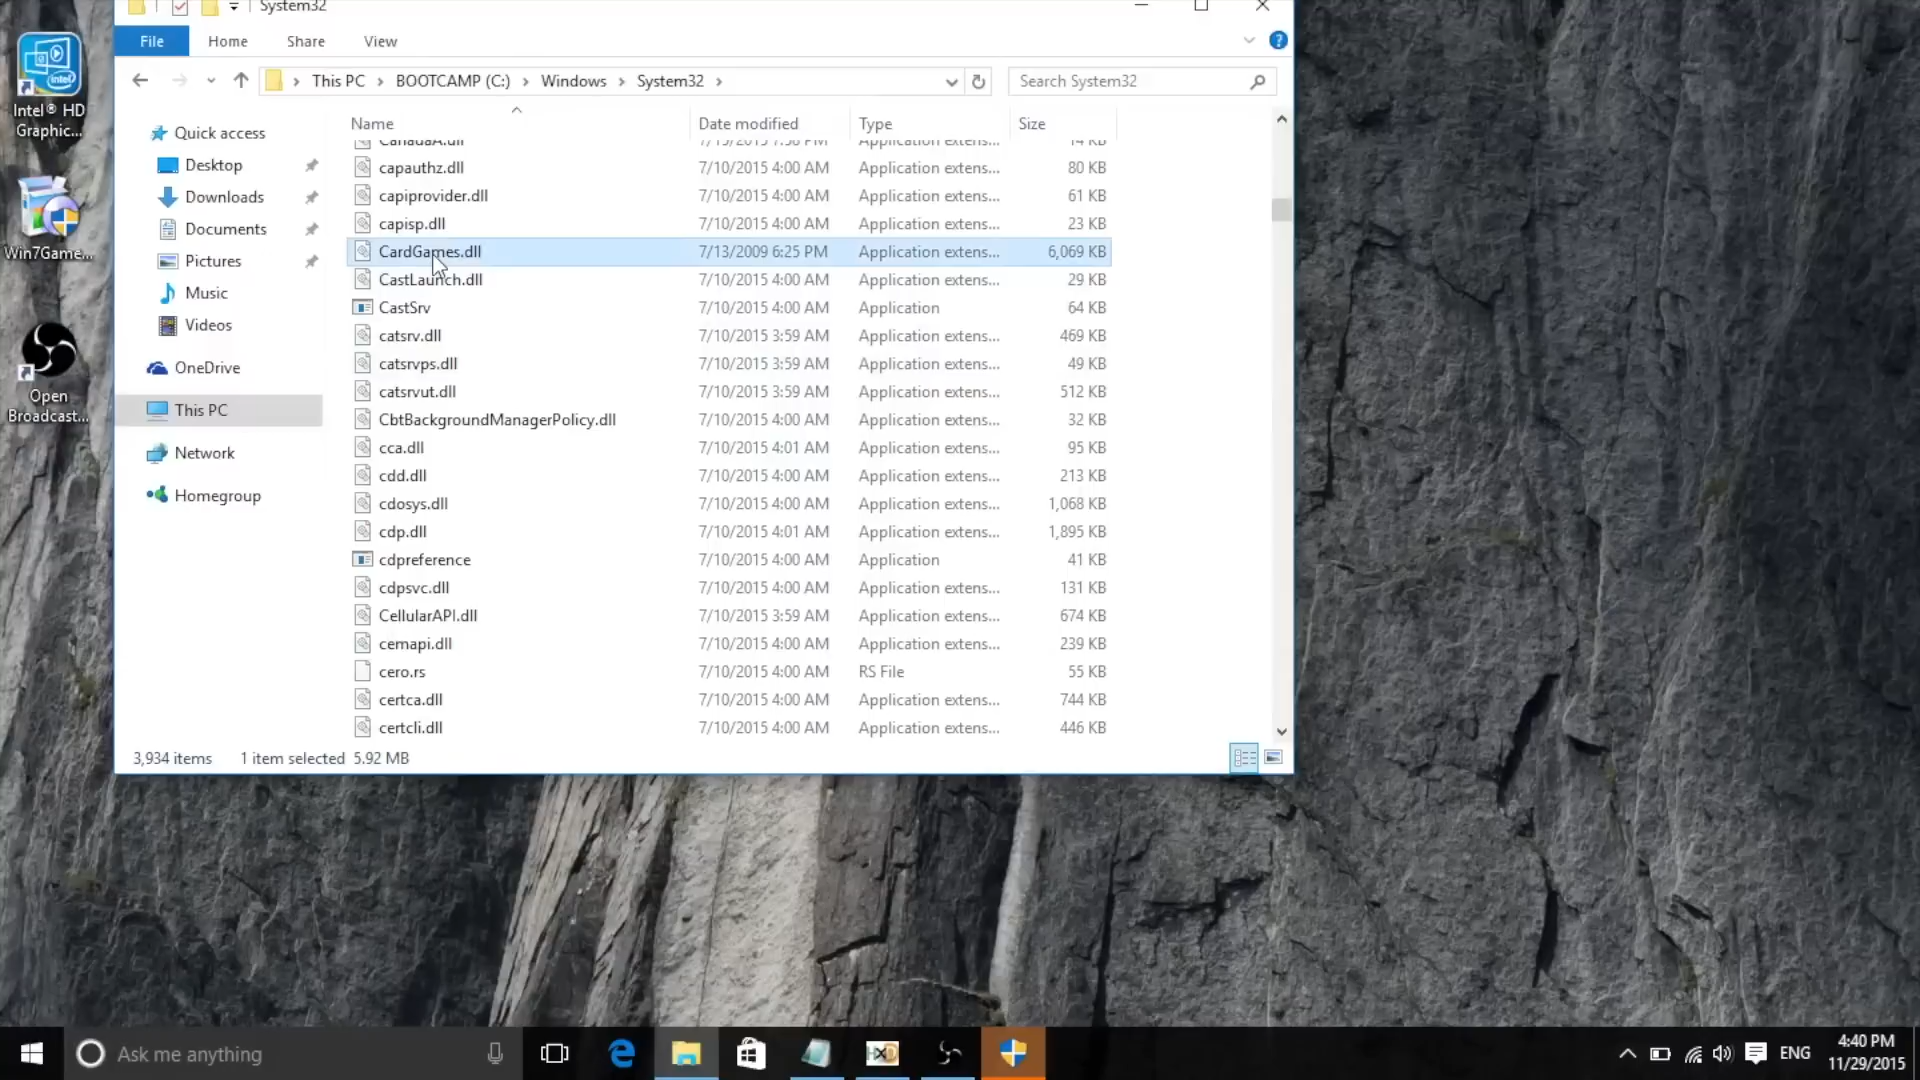 System32
File Home Share View
This PC BOOTCAMP (C:) Windows System32
Search System32
Intel® HD
Graphic...
Win7Game...
Open
Broadcast...
Quick access
Desktop
Downloads
Documents
Pictures
Music
Videos
OneDrive
This PC
Network
Homegroup
Name Date modified Type Size
CanadaA.dll Application extens... 14 KB
capauthz.dll 7/10/2015 4:00 AM Application extens... 80 KB
capiprovider.dll 7/10/2015 4:00 AM Application extens... 61 KB
capisp.dll 7/10/2015 4:00 AM Application extens... 23 KB
CardGames.dll 7/13/2009 6:25 PM Application extens... 6,069 KB
CastLaunch.dll 7/10/2015 4:00 AM Application extens... 29 KB
CastSrv 7/10/2015 4:00 AM Application 64 KB
catsrv.dll 7/10/2015 3:59 AM Application extens... 469 KB
catsrvps.dll 7/10/2015 3:59 AM Application extens... 49 KB
catsrvut.dll 7/10/2015 3:59 AM Application extens... 512 KB
CbtBackgroundManagerPolicy.dll 7/10/2015 4:00 AM Application extens... 32 KB
cca.dll 7/10/2015 4:01 AM Application extens... 95 KB
cdd.dll 7/10/2015 4:00 AM Application extens... 213 KB
cdosys.dll 7/10/2015 4:00 AM Application extens... 1,068 KB
cdp.dll 7/10/2015 4:01 AM Application extens... 1,895 KB
cdpreference 7/10/2015 4:00 AM Application 41 KB
cdpsvc.dll 7/10/2015 4:00 AM Application extens... 131 KB
CellularAPI.dll 7/10/2015 3:59 AM Application extens... 674 KB
cemapi.dll 7/10/2015 4:00 AM Application extens... 239 KB
cero.rs 7/10/2015 4:00 AM RS File 55 KB
certca.dll 7/10/2015 4:00 AM Application extens... 744 KB
certcli.dll 7/10/2015 4:00 AM Application extens... 446 KB
3,934 items 1 item selected 5.92 MB
Ask me anything
ENG
4:40 PM
11/29/2015